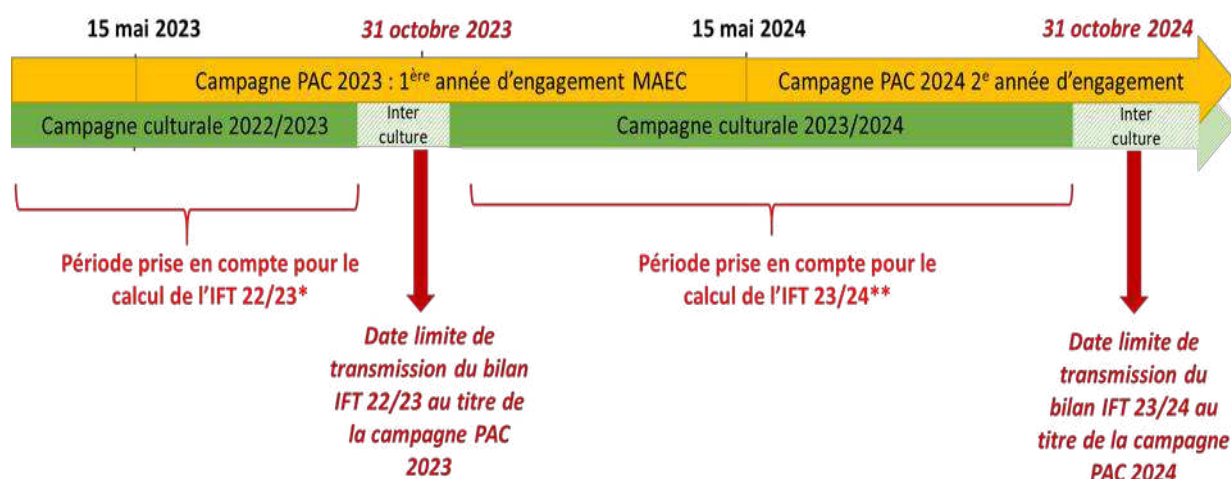 15 mai 2023
31 octobre 2023
15 mai 2024
31 octobre 2024
Campagne PAC 2023 : 1ère année d'engagement MAEC
Campagne PAC 2024 2e année d'engagement
Campagne culturale 2022/2023
Inter
culture
Campagne culturale 2023/2024
Inter
culture
Période prise en compte pour le
calcul de l'IFT 22/23*
Période prise en compte pour le
calcul de l'IFT 23/24**
Date limite de
transmission du bilan
IFT 22/23 au titre de
la campagne PAC
2023
Date limite de
transmission du
bilan IFT 23/24 au
titre de la campagne
PAC 2024